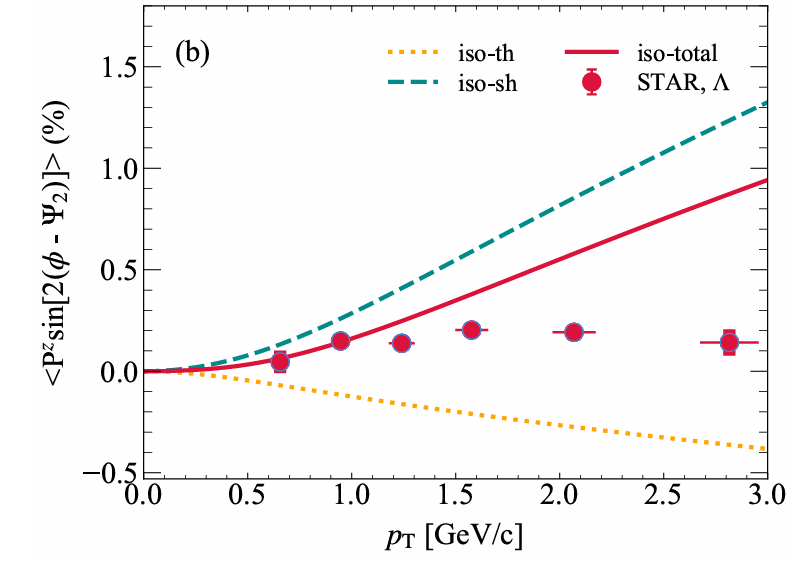 (b)
iso-th
iso-sh
iso-total
STAR, Λ
<P^z sin[2(ϕ - Ψ₂)]> (%)
1.5
1.0
0.5
0.0
−0.5
0.0 0.5 1.0 1.5 2.0 2.5 3.0
p_T [GeV/c]